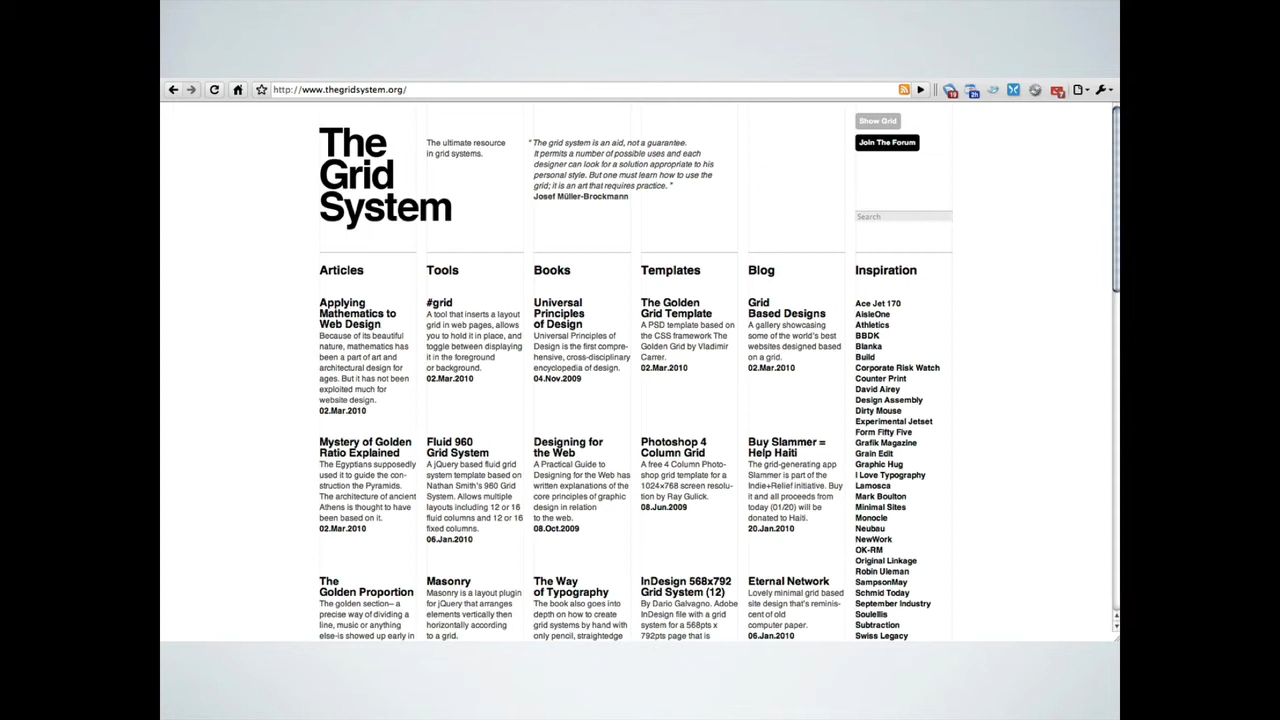 http://www.thegridsystem.org/
19
2h
7
The
Grid
System
The ultimate resource
in grid systems.
“ The grid system is an aid, not a guarantee.
It permits a number of possible uses and each
designer can look for a solution appropriate to his
personal style. But one must learn how to use the
grid; it is an art that requires practice. ”
Josef Müller-Brockmann
Show Grid
Join The Forum
Search
Articles
Applying
Mathematics to
Web Design
Because of its beautiful
nature, mathematics has
been a part of art and
architectural design for
ages. But it has not been
exploited much for
website design.
02.Mar.2010
Mystery of Golden
Ratio Explained
The Egyptians supposedly
used it to guide the con-
struction the Pyramids.
The architecture of ancient
Athens is thought to have
been based on it.
02.Mar.2010
The
Golden Proportion
The golden section– a
precise way of dividing a
line, music or anything
else–is showed up early in
Tools
#grid
A tool that inserts a layout
grid in web pages, allows
you to hold it in place, and
toggle between displaying
it in the foreground
or background.
02.Mar.2010
Fluid 960
Grid System
A jQuery based fluid grid
system template based on
Nathan Smith's 960 Grid
System. Allows multiple
layouts including 12 or 16
fluid columns and 12 or 16
fixed columns.
06.Jan.2010
Masonry
Masonry is a layout plugin
for jQuery that arranges
elements vertically then
horizontally according
to a grid.
Books
Universal
Principles
of Design
Universal Principles of
Design is the first compre-
hensive, cross-disciplinary
encyclopedia of design.
04.Nov.2009
Designing for
the Web
A Practical Guide to
Designing for the Web has
written explanations of the
core principles of graphic
design in relation
to the web.
08.Oct.2009
The Way
of Typography
The book also goes into
depth on how to create
grid systems by hand with
only pencil, straightedge
Templates
The Golden
Grid Template
A PSD template based on
the CSS framework The
Golden Grid by Vladimir
Carrer.
02.Mar.2010
Photoshop 4
Column Grid
A free 4 Column Photo-
shop grid template for a
1024x768 screen resolu-
tion by Ray Gulick.
08.Jun.2009
InDesign 568x792
Grid System (12)
By Dario Galvagno. Adobe
InDesign file with a grid
system for a 568pts x
792pts page that is
Blog
Grid
Based Designs
A gallery showcasing
some of the world's best
websites designed based
on a grid.
02.Mar.2010
Buy Slammer =
Help Haiti
The grid-generating app
Slammer is part of the
Indie+Relief initiative. Buy
it and all proceeds from
today (01/20) will be
donated to Haiti.
20.Jan.2010
Eternal Network
Lovely minimal grid based
site design that's reminis-
cent of old
computer paper.
06.Jan.2010
Inspiration
Ace Jet 170
AisleOne
Athletics
BBDK
Blanka
Build
Corporate Risk Watch
Counter Print
David Airey
Design Assembly
Dirty Mouse
Experimental Jetset
Form Fifty Five
Grafik Magazine
Grain Edit
Graphic Hug
I Love Typography
Lamosca
Mark Boulton
Minimal Sites
Monocle
Neubau
NewWork
OK-RM
Original Linkage
Robin Uleman
SampsonMay
Schmid Today
September Industry
Soulellis
Subtraction
Swiss Legacy